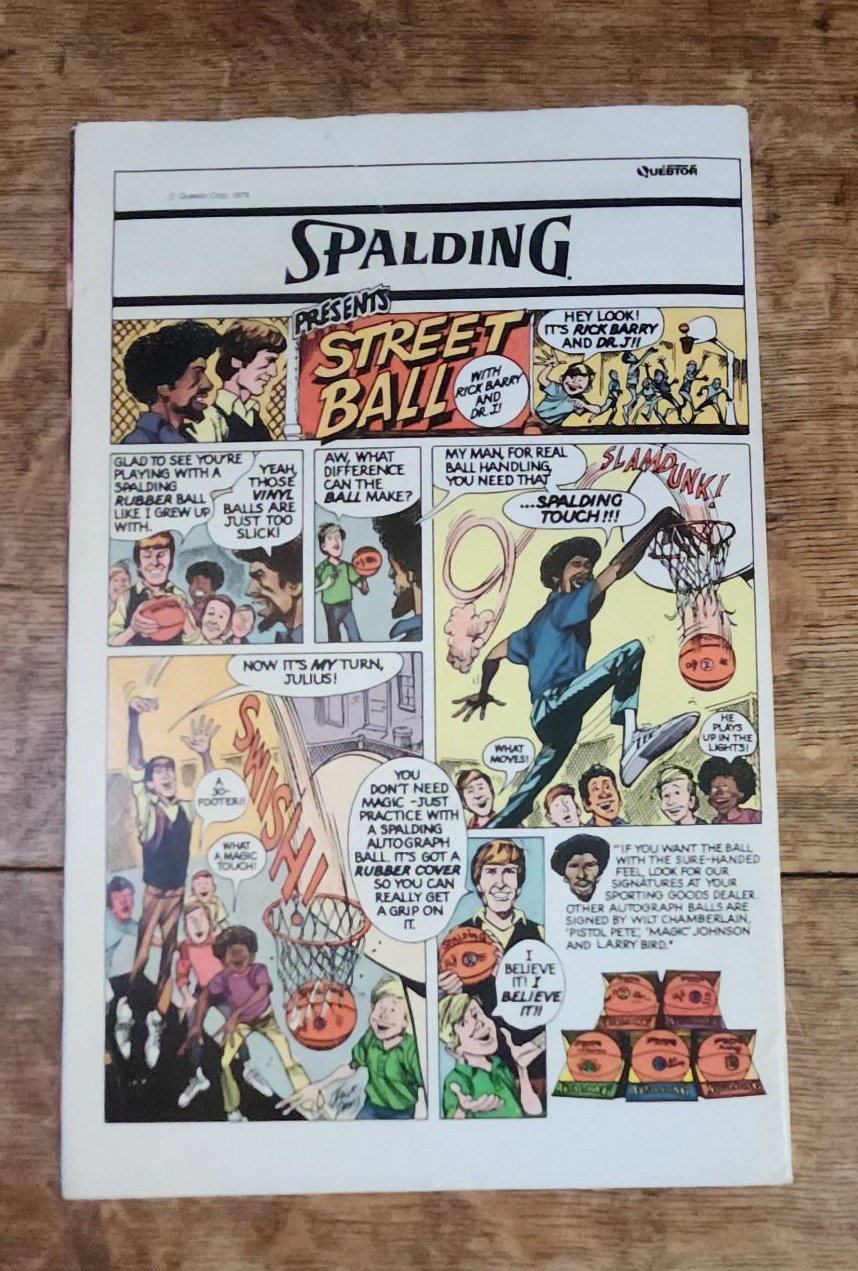 QUESTOR
© Questor Corp. 1979
SPALDING
PRESENTS
STREET
BALL
WITH
RICK BARRY
AND
DR. J!
HEY LOOK!
IT'S RICK BARRY
AND DR. J!!
GLAD TO SEE YOU'RE
PLAYING WITH A
SPALDING
RUBBER BALL
LIKE I GREW UP
WITH.
YEAH,
THOSE
VINYL
BALLS ARE
JUST TOO
SLICK!
AW, WHAT
DIFFERENCE
CAN THE
BALL MAKE?
MY MAN, FOR REAL
BALL HANDLING,
YOU NEED THAT
...SPALDING
TOUCH!!!
SLAMDUNK!
WHAT
MOVES!
HE
PLAYS
UP IN THE
LIGHTS!
NOW IT'S MY TURN,
JULIUS!
SWISH!
A
30-
FOOTER!!
WHAT
A MAGIC
TOUCH!
YOU
DON'T NEED
MAGIC - JUST
PRACTICE WITH
A SPALDING
AUTOGRAPH
BALL. IT'S GOT A
RUBBER COVER
SO YOU CAN
REALLY GET
A GRIP ON
IT.
SPALDING
I
BELIEVE
IT! I
BELIEVE
IT!!
"IF YOU WANT THE BALL
WITH THE SURE-HANDED
FEEL, LOOK FOR OUR
SIGNATURES AT YOUR
SPORTING GOODS DEALER.
OTHER AUTOGRAPH BALLS ARE
SIGNED BY WILT CHAMBERLAIN,
'PISTOL PETE', 'MAGIC' JOHNSON
AND LARRY BIRD."